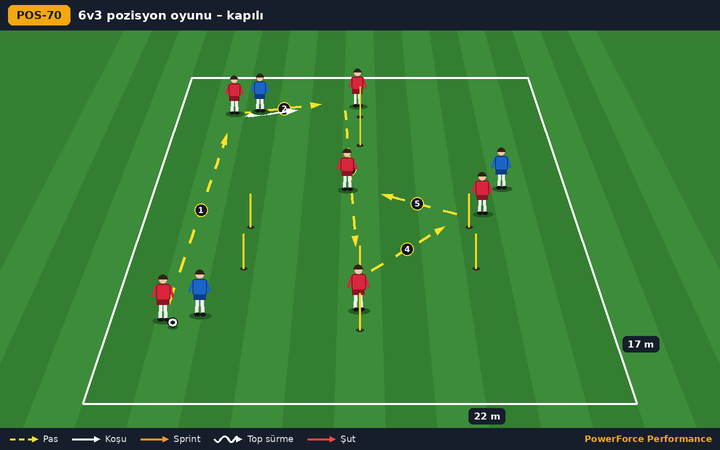 POS-70 6v3 pozisyon oyunu – kapılı
2
1
5
4
17 m
22 m
Pas Koşu Sprint Top sürme Şut PowerForce Performance